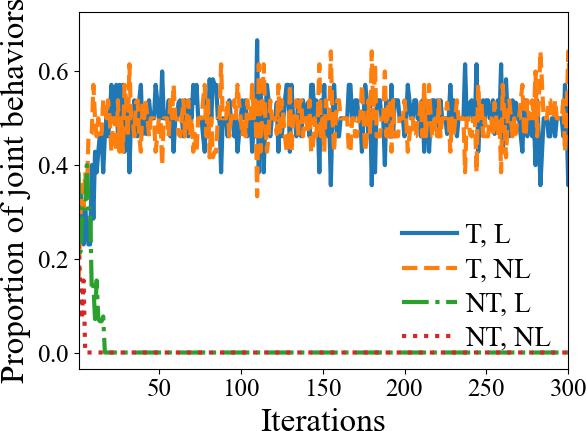 Proportion of joint behaviors
0.6
0.4
0.2
0.0
T, L
T, NL
NT, L
NT, NL
50
100
150
200
250
300
Iterations